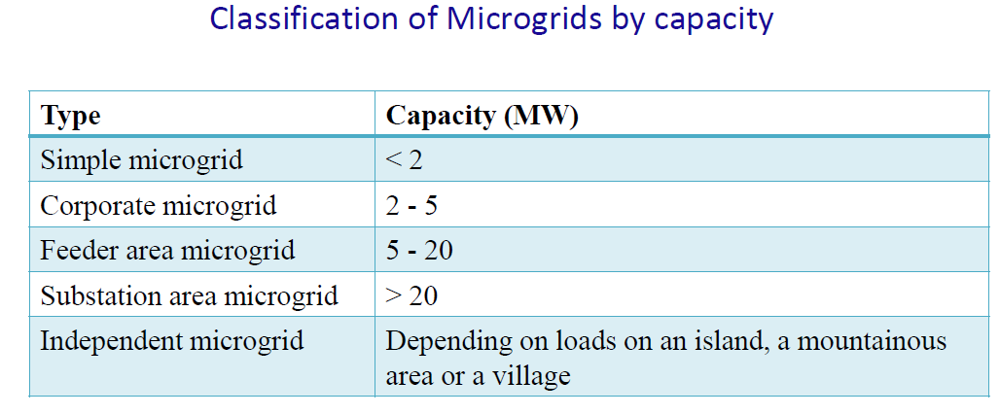 Classification of Microgrids by capacity
Type Capacity (MW)
Simple microgrid < 2
Corporate microgrid 2 - 5
Feeder area microgrid 5 - 20
Substation area microgrid > 20
Independent microgrid Depending on loads on an island, a mountainous
area or a village